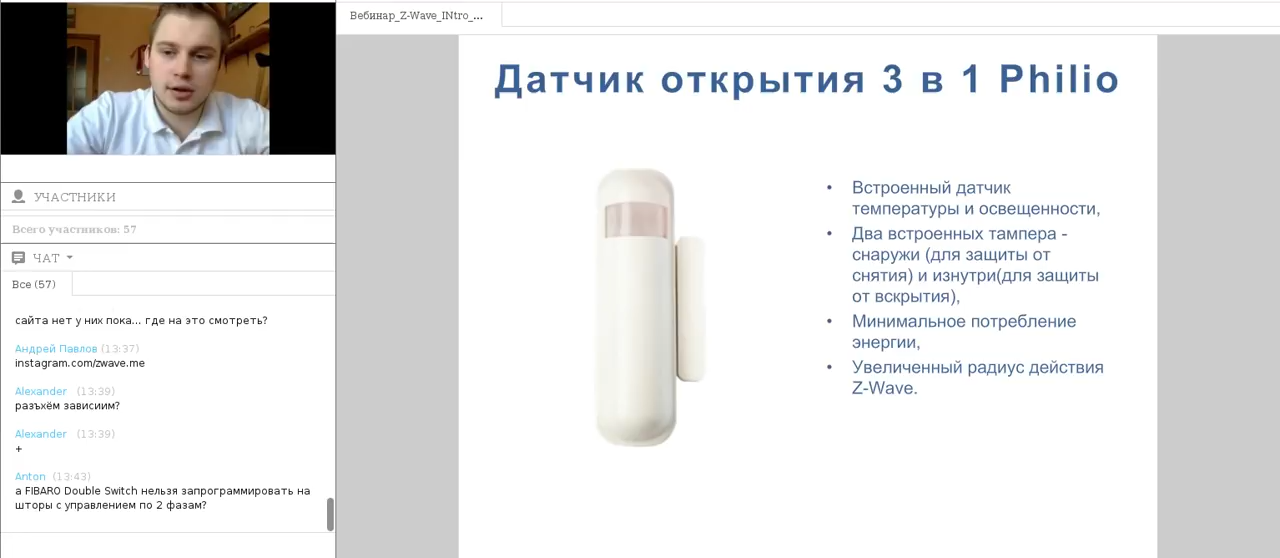 Вебинар_Z-Wave_INtro_...
УЧАСТНИКИ
Всего участников: 57
ЧАТ
Все (57)
сайта нет у них пока... где на это смотреть?
Андрей Павлов (13:37)
instagram.com/zwave.me
Alexander (13:39)
разъхём зависиим?
Alexander (13:39)
+
Anton (13:43)
а FIBARO Double Switch нельзя запрограммировать на
шторы с управлением по 2 фазам?
Датчик открытия 3 в 1 Philio
• Встроенный датчик
температуры и освещенности,
• Два встроенных тампера -
снаружи (для защиты от
снятия) и изнутри(для защиты
от вскрытия),
• Минимальное потребление
энергии,
• Увеличенный радиус действия
Z-Wave.